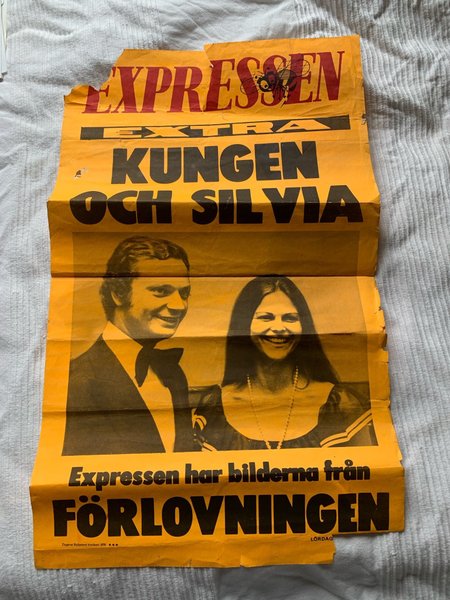 EXPRESSEN
EXTRA
KUNGEN
OCH SILVIA
Expressen har bilderna från
FÖRLOVNINGEN
LÖRDAG